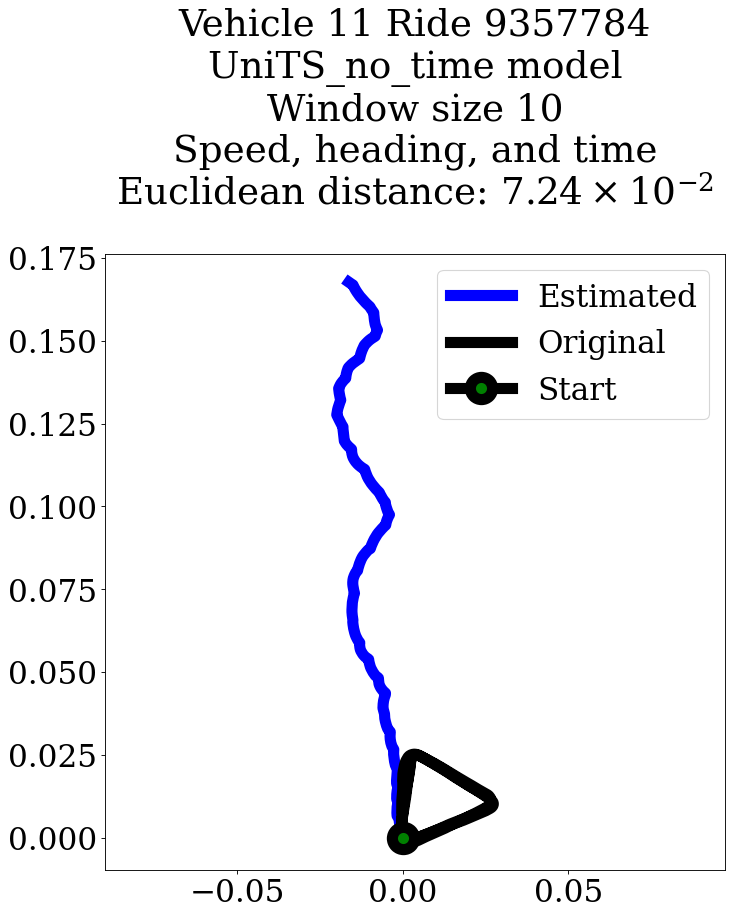 Vehicle 11 Ride 9357784
UniTS_no_time model
Window size 10
Speed, heading, and time
Euclidean distance: 7.24 × 10⁻²
0.175
0.150
0.125
0.100
0.075
0.050
0.025
0.000
Estimated
Original
Start
−0.05 0.00 0.05